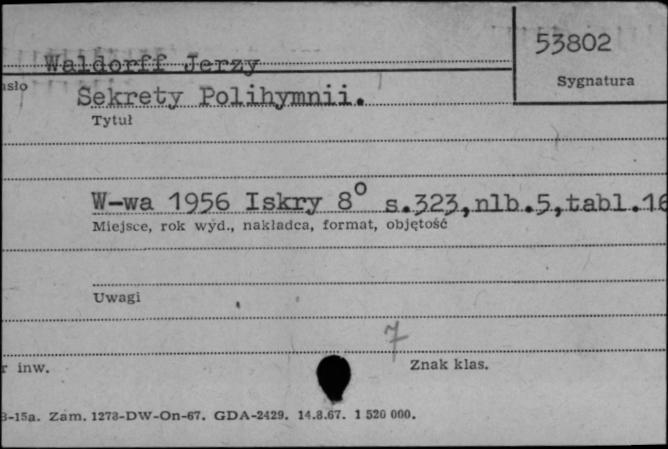 53802
Waldorff Jerzy
Sygnatura
Sekrety Polihymnii.
Tytuł
W-wa 1956 Iskry 8° s.323,nlb.5,tabl.16
Miejsce, rok wyd., nakładca, format, objętość
Uwagi
7
inw.
Znak klas.
-15a. Zam. 1278-DW-On-67. GDA-2429. 14.8.67. 1 520 000.